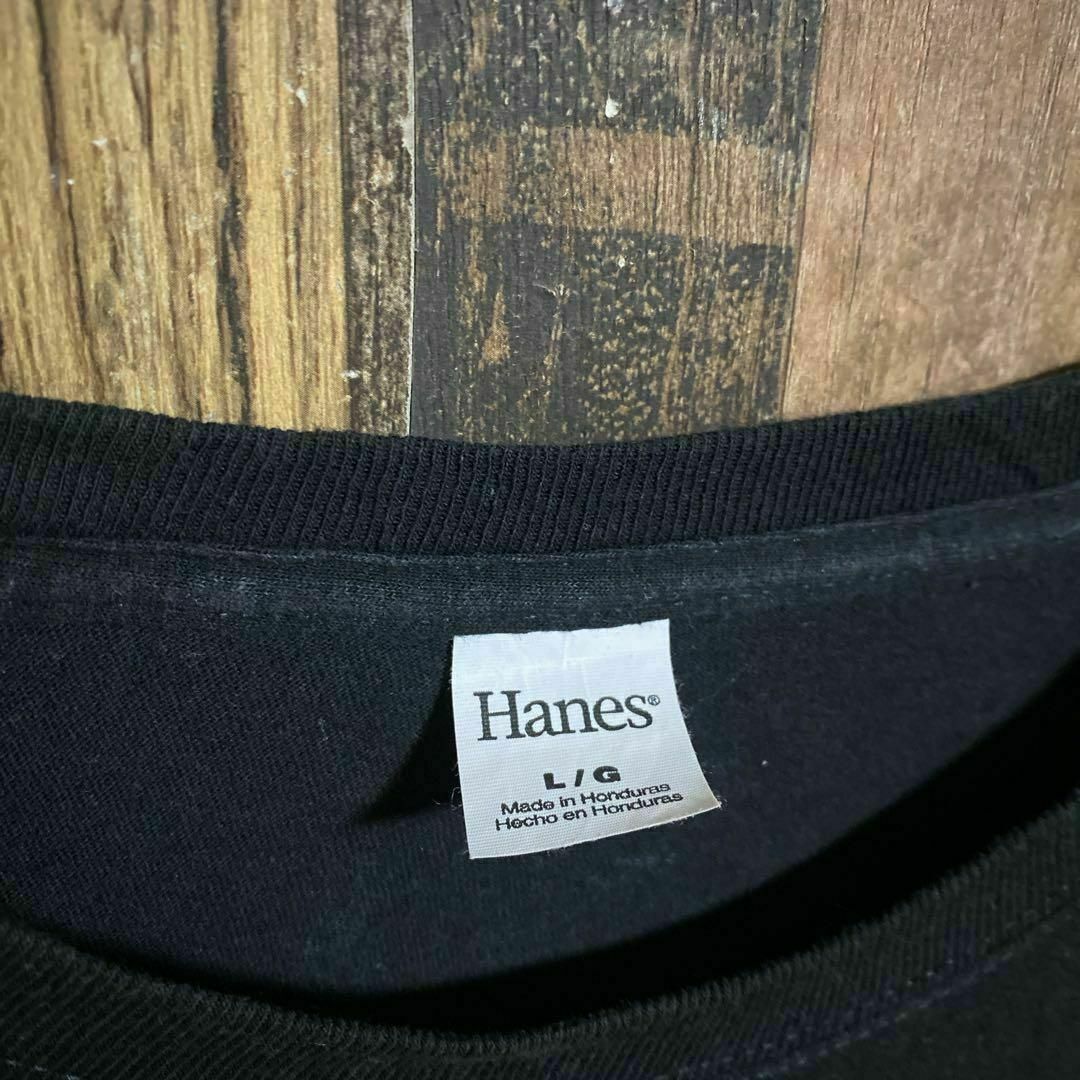 Hanes®
L/G
Made in Honduras
Hecho en Honduras